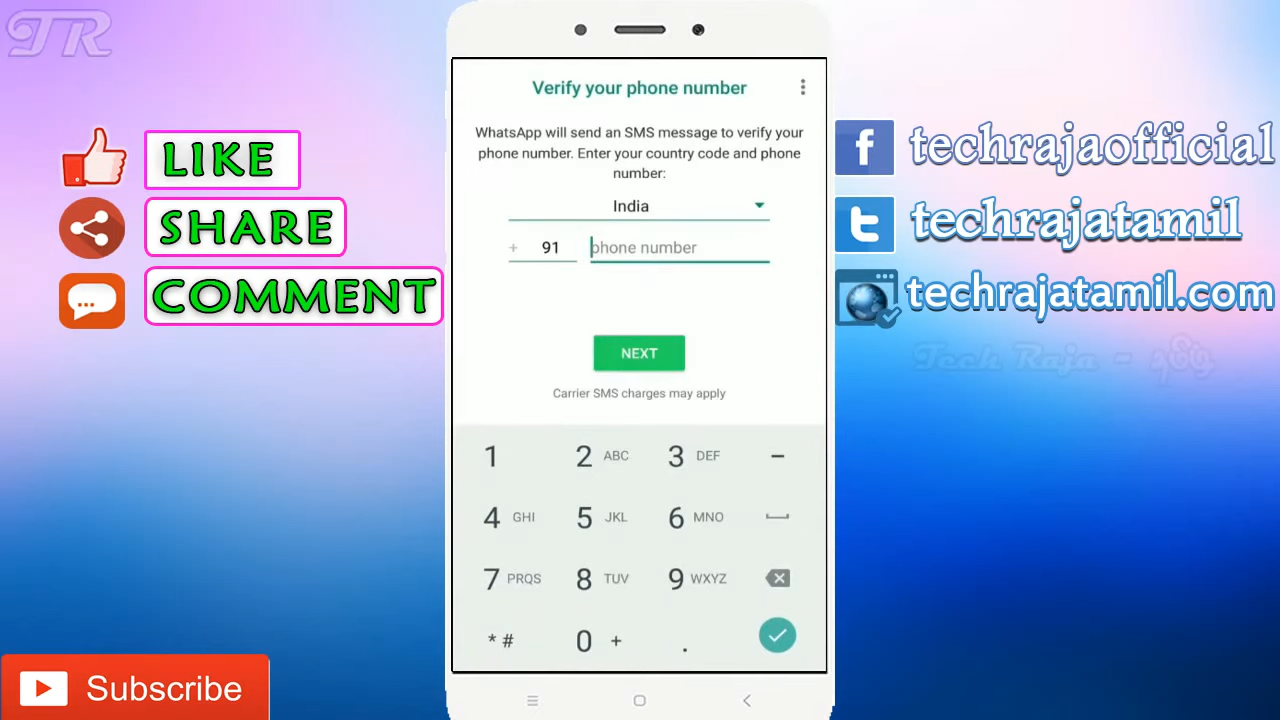 TR
LIKE
SHARE
COMMENT
Subscribe
Verify your phone number
WhatsApp will send an SMS message to verify your
phone number. Enter your country code and phone
number:
India
+ 91 phone number
NEXT
Carrier SMS charges may apply
1 2 ABC 3 DEF –
4 GHI 5 JKL 6 MNO
7 PRQS 8 TUV 9 WXYZ
* # 0 + .
f techrajaofficial
t techrajatamil
techrajatamil.com
Tech Raja -